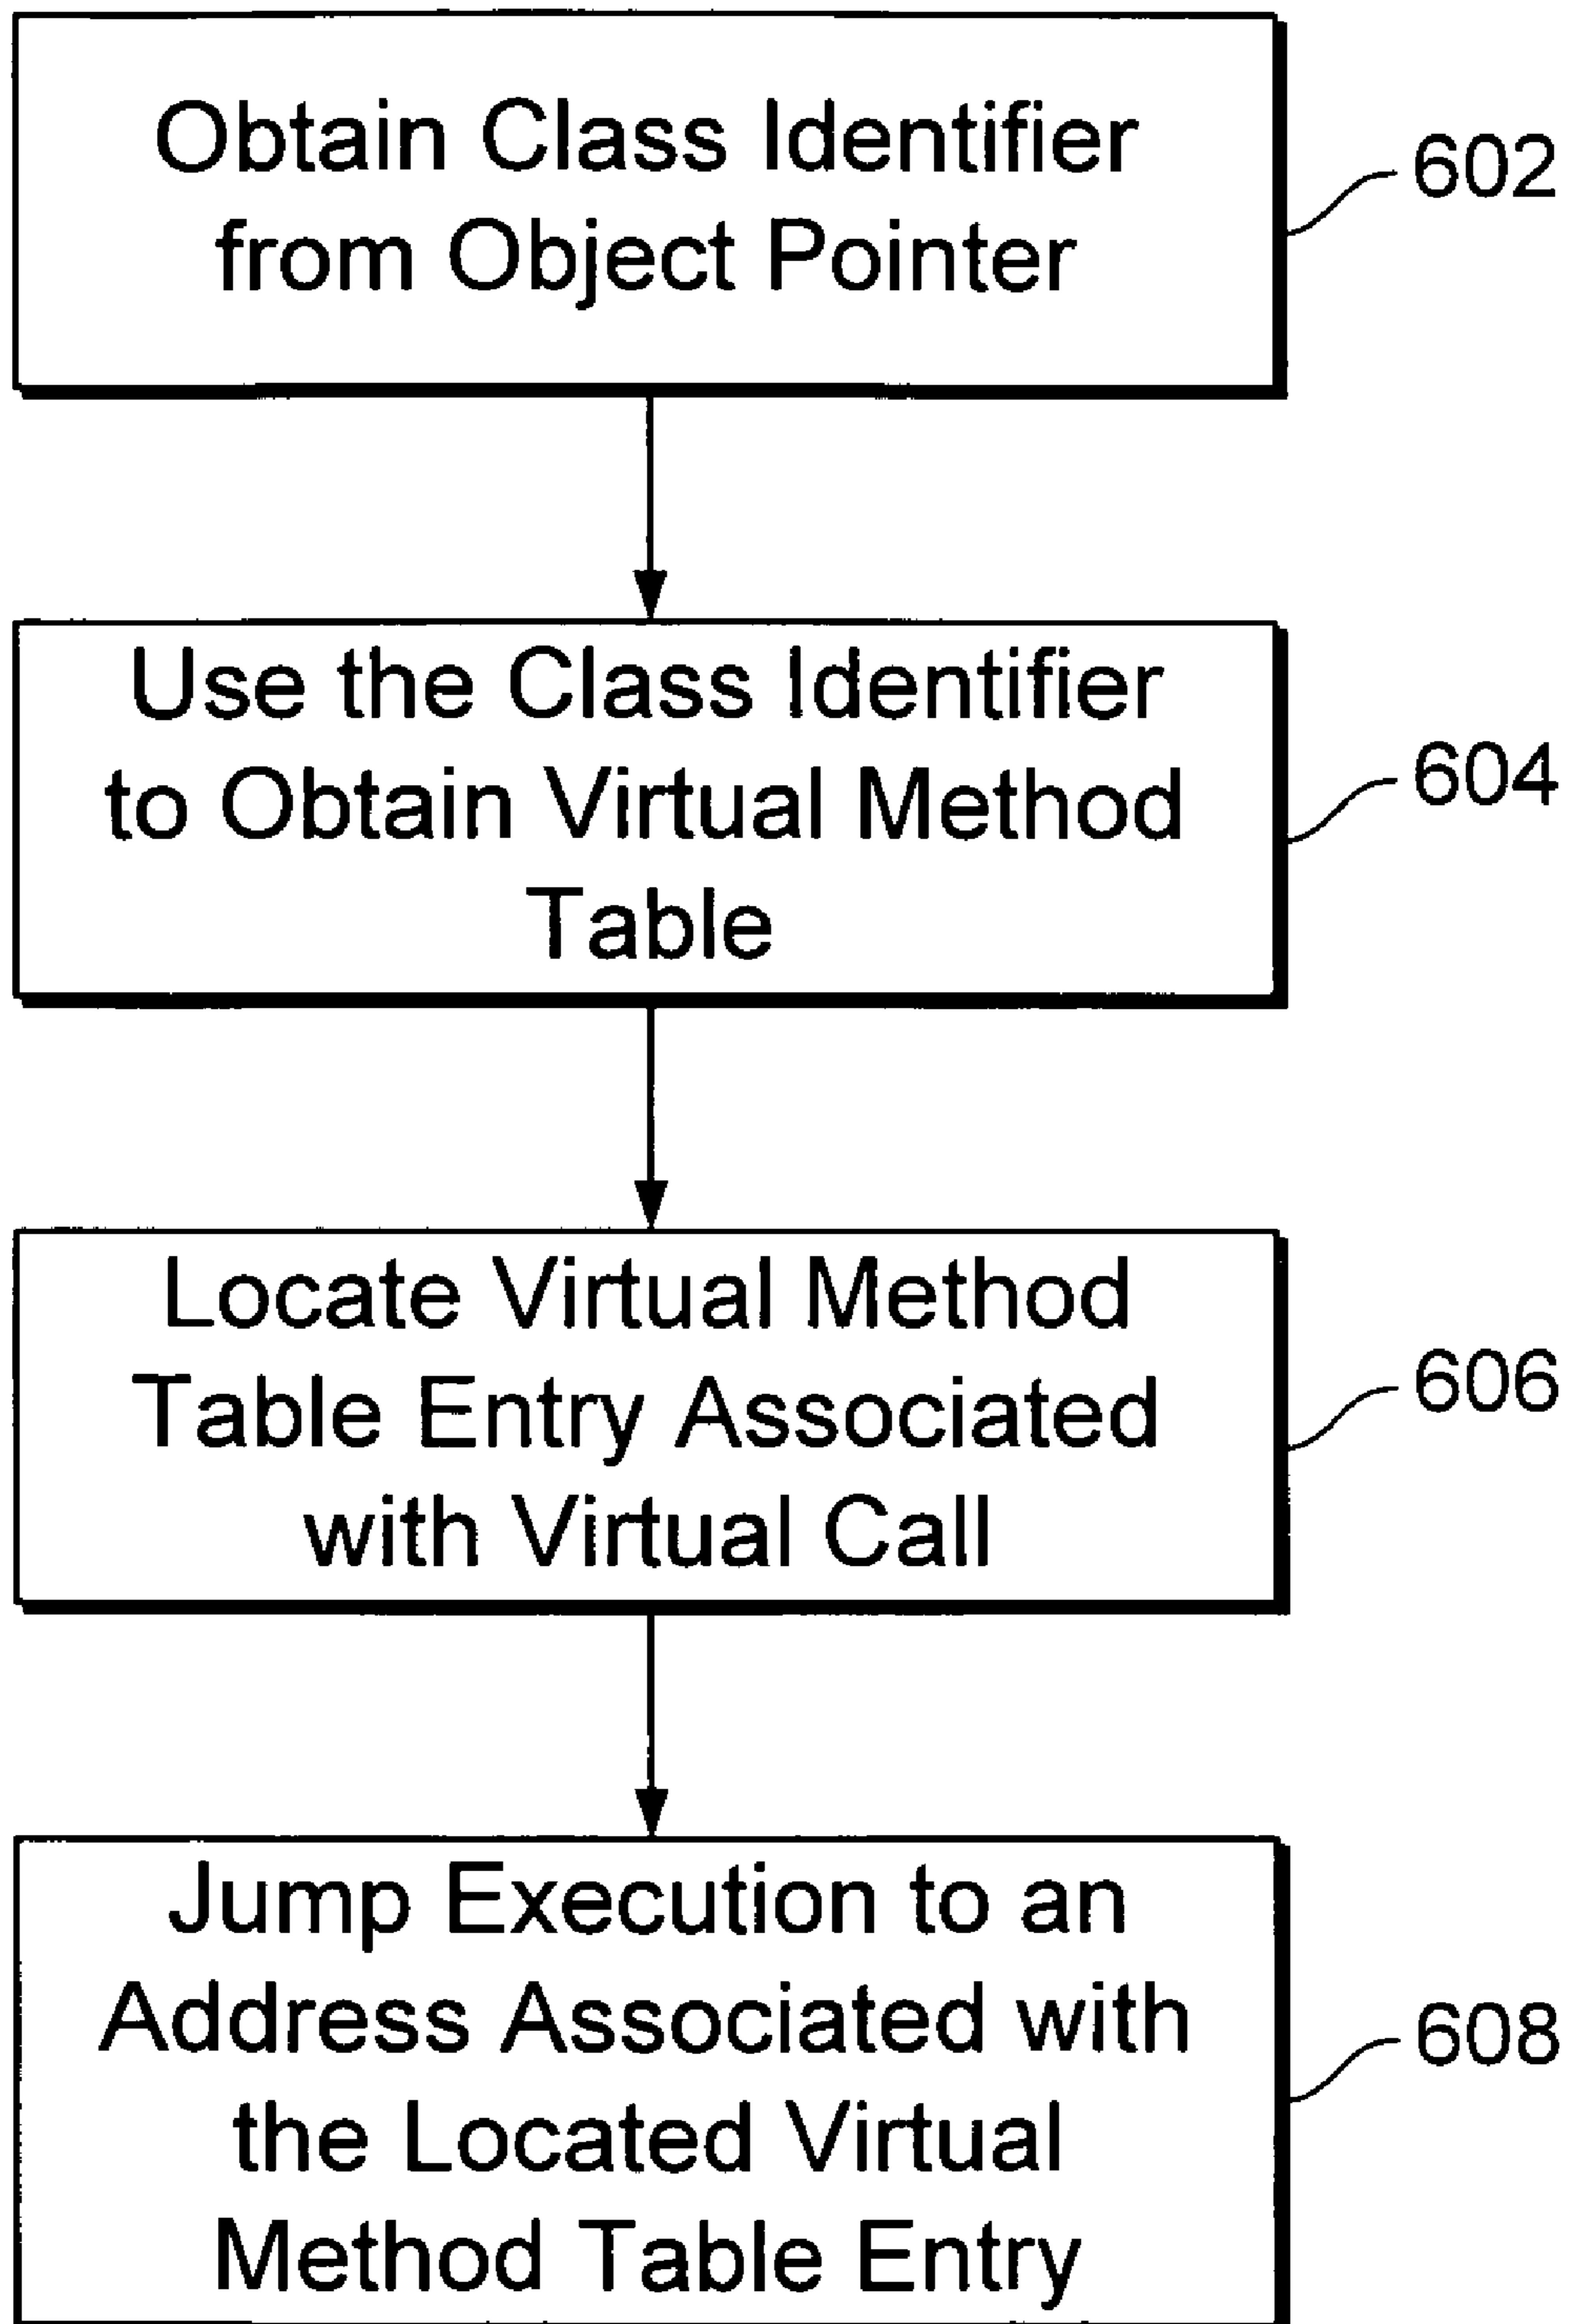 Obtain Class Identifier
from Object Pointer
602
Use the Class Identifier
to Obtain Virtual Method
Table
604
Locate Virtual Method
Table Entry Associated
with Virtual Call
606
Jump Execution to an
Address Associated with
the Located Virtual
Method Table Entry
608